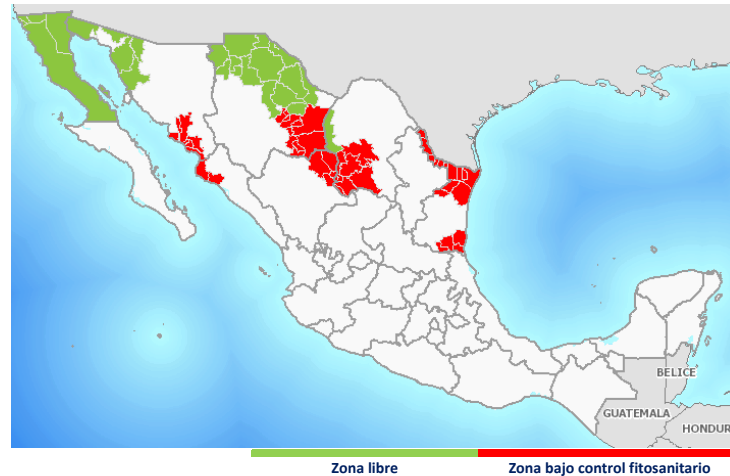 BELICE
GUATEMALA
HONDUR
Zona libre
Zona bajo control fitosanitario